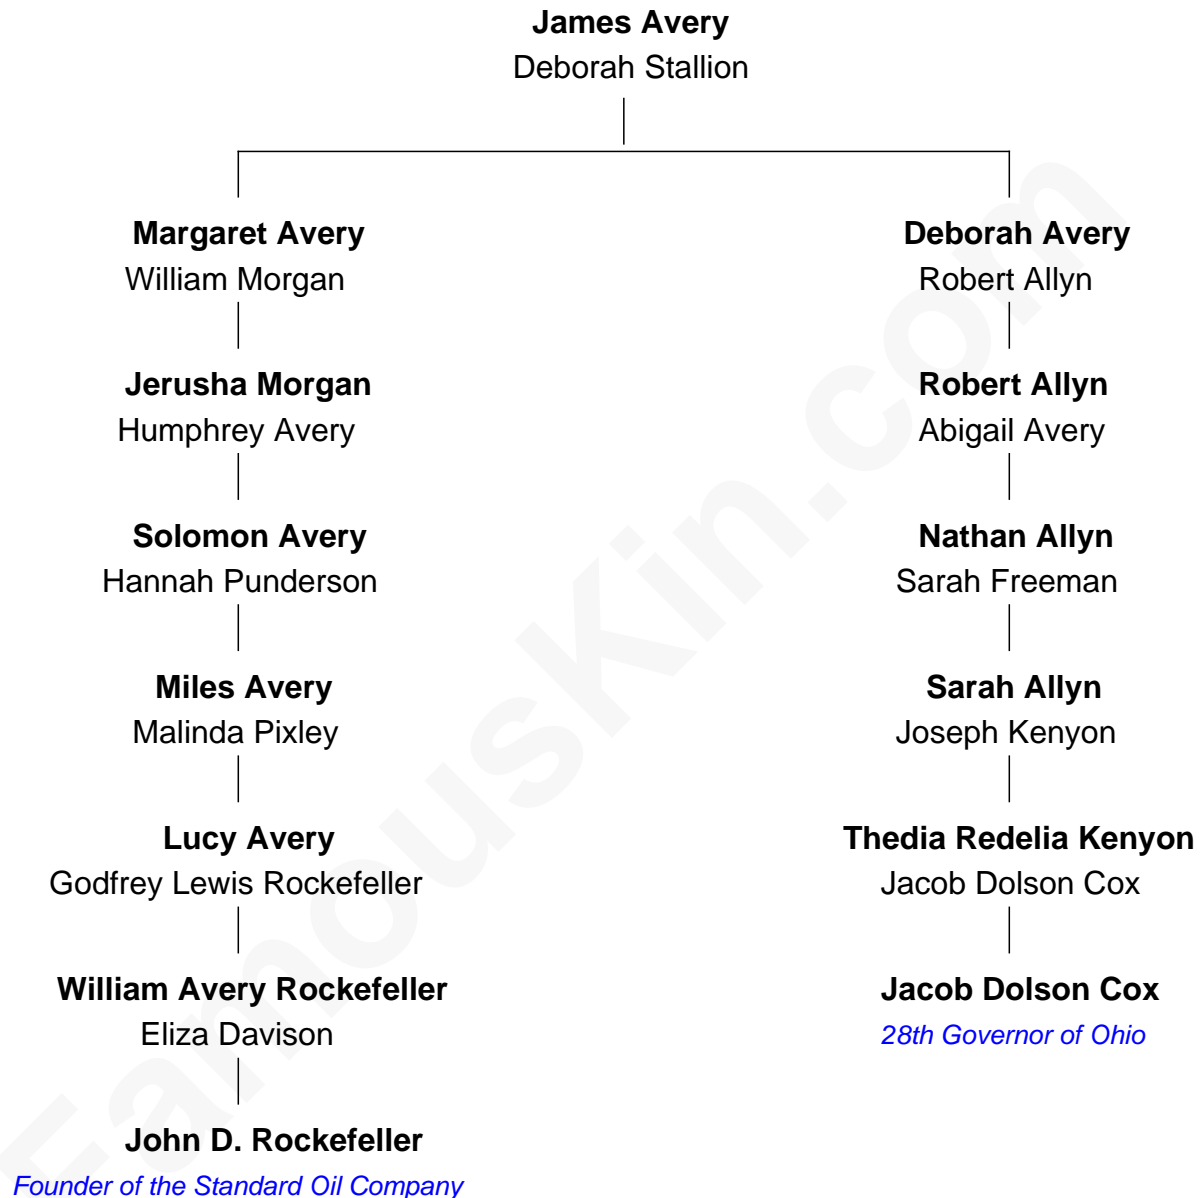 James Avery
Deborah Stallion
Margaret Avery
William Morgan
Deborah Avery
Robert Allyn
Jerusha Morgan
Humphrey Avery
Robert Allyn
Abigail Avery
Solomon Avery
Hannah Punderson
Nathan Allyn
Sarah Freeman
Miles Avery
Malinda Pixley
Sarah Allyn
Joseph Kenyon
Lucy Avery
Godfrey Lewis Rockefeller
Thedia Redelia Kenyon
Jacob Dolson Cox
William Avery Rockefeller
Eliza Davison
Jacob Dolson Cox
28th Governor of Ohio
John D. Rockefeller
Founder of the Standard Oil Company
FamousKin.com